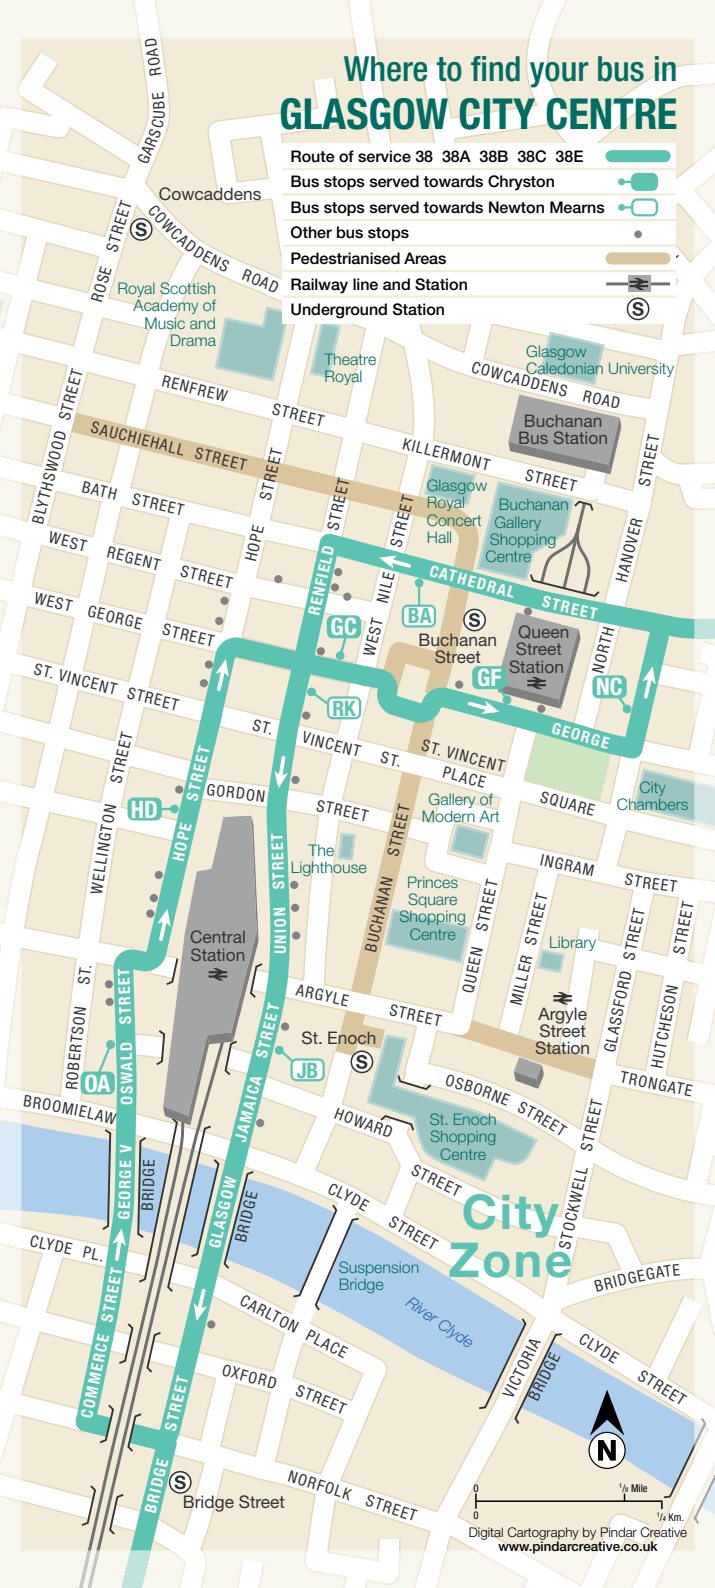 Where to find your bus in
GLASGOW CITY CENTRE
Route of service 38 38A 38B 38C 38E
Bus stops served towards Chryston
Bus stops served towards Newton Mearns
Other bus stops
Pedestrianised Areas
Railway line and Station
Underground Station
S
GARSCUBE ROAD
Cowcaddens
S
COWCADDENS ROAD
ROSE STREET
Royal Scottish
Academy of
Music and
Drama
Theatre
Royal
Glasgow
Caledonian University
COWCADDENS ROAD
RENFREW STREET
Buchanan
Bus Station
BLYTHSWOOD STREET
SAUCHIEHALL STREET
KILLERMONT STREET
HANOVER STREET
BATH STREET
HOPE STREET
RENFIELD STREET
Glasgow
Royal
Concert
Hall
Buchanan
Gallery
Shopping
Centre
WEST REGENT STREET
WEST NILE STREET
CATHEDRAL STREET
WEST GEORGE STREET
GC
BA
S
Buchanan
Street
Queen
Street
Station
NORTH
GF
NC
ST. VINCENT STREET
RK
GEORGE
ST. VINCENT ST.
ST. VINCENT
PLACE
SQUARE
City
Chambers
WELLINGTON STREET
HOPE STREET
HD
GORDON STREET
Gallery of
Modern Art
The
Lighthouse
INGRAM STREET
UNION STREET
BUCHANAN STREET
Princes
Square
Shopping
Centre
QUEEN STREET
MILLER STREET
Library
GLASSFORD STREET
HUTCHESON STREET
Central
Station
ROBERTSON ST.
OSWALD STREET
ARGYLE STREET
Argyle
Street
Station
St. Enoch
S
OA
JB
JAMAICA STREET
TRONGATE
OSBORNE STREET
BROOMIELAW
HOWARD STREET
St. Enoch
Shopping
Centre
STOCKWELL STREET
GEORGE V
BRIDGE
GLASGOW
BRIDGE
CLYDE STREET
City
Zone
CLYDE PL.
Suspension
Bridge
River Clyde
BRIDGEGATE
COMMERCE STREET
CARLTON PLACE
VICTORIA
BRIDGE
CLYDE STREET
OXFORD STREET
N
BRIDGE STREET
S
Bridge Street
NORFOLK STREET
0
1/8 Mile
0
1/4 Km.
Digital Cartography by Pindar Creative
www.pindarcreative.co.uk